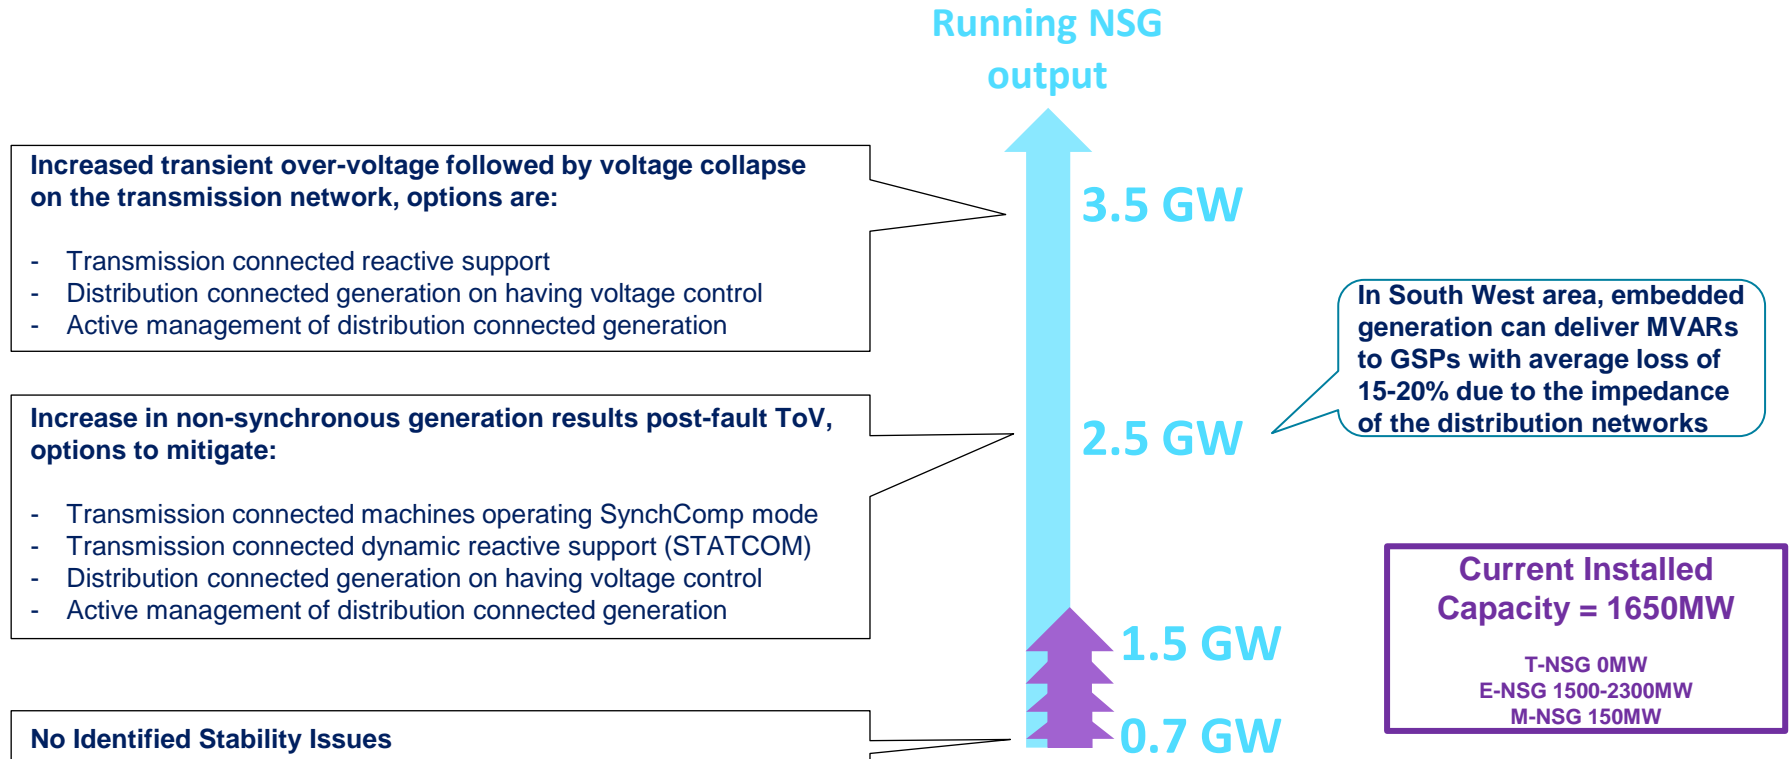 Running NSG
output
Increased transient over-voltage followed by voltage collapse
on the transmission network, options are:
- Transmission connected reactive support
- Distribution connected generation on having voltage control
- Active management of distribution connected generation
3.5 GW
In South West area, embedded
generation can deliver MVARs
to GSPs with average loss of
15-20% due to the impedance
of the distribution networks
Increase in non-synchronous generation results post-fault ToV,
options to mitigate:
- Transmission connected machines operating SynchComp mode
- Transmission connected dynamic reactive support (STATCOM)
- Distribution connected generation on having voltage control
- Active management of distribution connected generation
2.5 GW
1.5 GW
Current Installed
Capacity = 1650MW
T-NSG 0MW
E-NSG 1500-2300MW
M-NSG 150MW
No Identified Stability Issues
0.7 GW